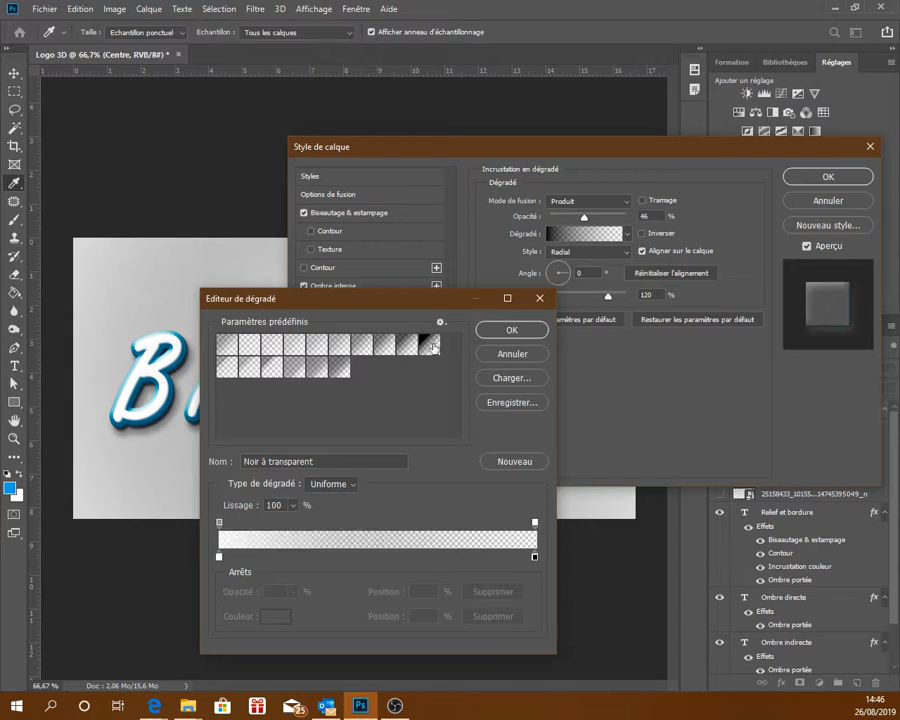 Fichier Edition Image Calque Texte Sélection Filtre 3D Affichage Fenêtre Aide
Taille : Echantillon ponctuel Echantillon : Tous les calques Afficher anneau d'échantillonnage
Logo 3D @ 66,7% (Centre, RVB/8#) *
Formation Bibliothèques Réglages
Ajouter un réglage
Style de calque
Styles
Options de fusion
Biseautage & estampage
Contour
Texture
Contour
Ombre interne
Incrustation en dégradé
Dégradé
Mode de fusion : Produit Tramage
Opacité : 46 %
Dégradé : Inverser
Style : Radial Aligner sur le calque
Angle : 0 ° Réinitialiser l'alignement
120 %
Restaurer les paramètres par défaut
OK
Annuler
Nouveau style...
Aperçu
Editeur de dégradé
Paramètres prédéfinis
OK
Annuler
Charger...
Enregistrer...
Nom : Noir à transparent Nouveau
Type de dégradé : Uniforme
Lissage : 100 %
Arrêts
Opacité : % Position : % Supprimer
Couleur : Position : % Supprimer
25158433_10155...14745395049_n
Relief et bordure fx
Effets
Biseautage & estampage
Contour
Incrustation couleur
Ombre portée
Ombre directe fx
Effets
Ombre portée
Ombre indirecte fx
Effets
Ombre portée
66,67 % Doc : 2,06 Mo/15,6 Mo
25
14:46
26/08/2019